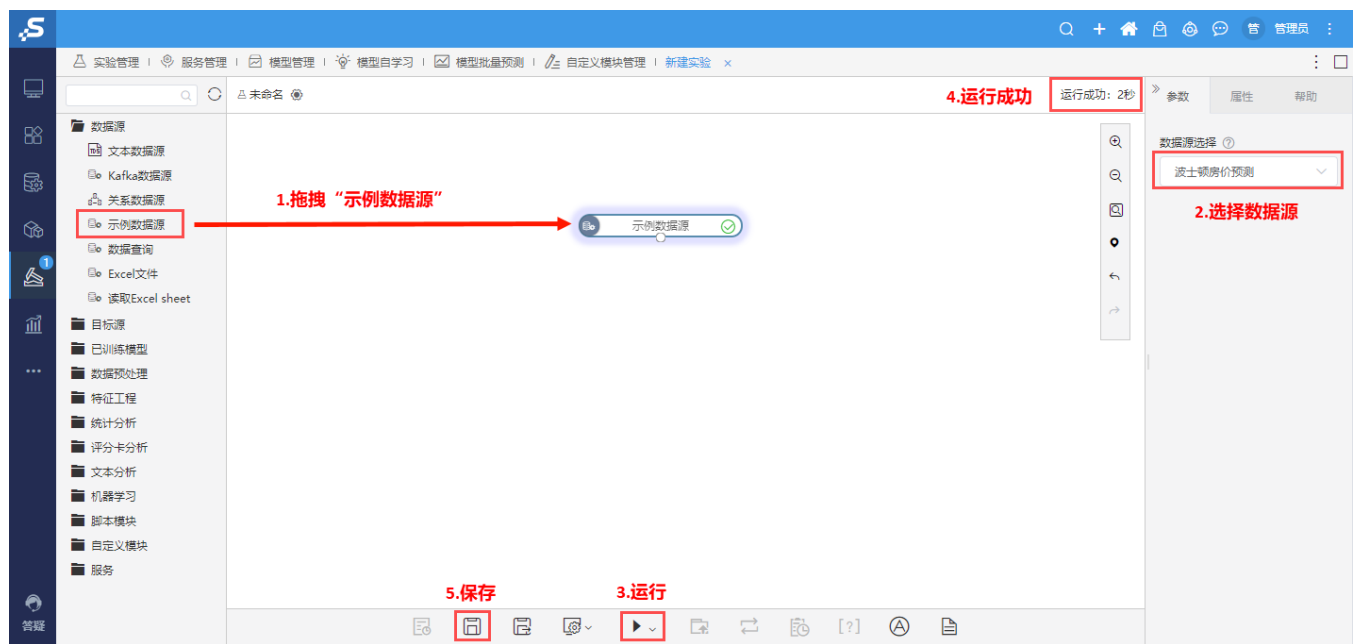 S
管 管理员
实验管理 服务管理 模型管理 模型自学习 模型批量预测 自定义模块管理 新建实验 ×
未命名
4.运行成功
运行成功：2秒
参数 属性 帮助
数据源
文本数据源
Kafka数据源
关系数据源
示例数据源
数据查询
Excel文件
读取Excel sheet
目标源
已训练模型
数据预处理
特征工程
统计分析
评分卡分析
文本分析
机器学习
脚本模块
自定义模块
服务
1
答疑
1.拖拽“示例数据源”
示例数据源
数据源选择
波士顿房价预测
2.选择数据源
5.保存
3.运行
[?]